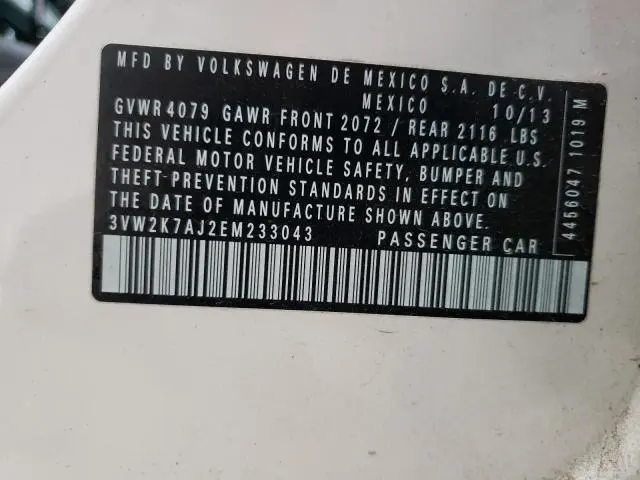 MFD BY VOLKSWAGEN DE MEXICO S.A. DE C.V.
MEXICO 10/13
GVWR 4079 GAWR FRONT 2072 / REAR 2116 LBS
THIS VEHICLE CONFORMS TO ALL APPLICABLE U.S.
FEDERAL MOTOR VEHICLE SAFETY, BUMPER AND
THEFT-PREVENTION STANDARDS IN EFFECT ON
THE DATE OF MANUFACTURE SHOWN ABOVE.
3VW2K7AJ2EM233043 PASSENGER CAR
4456047 1019 M